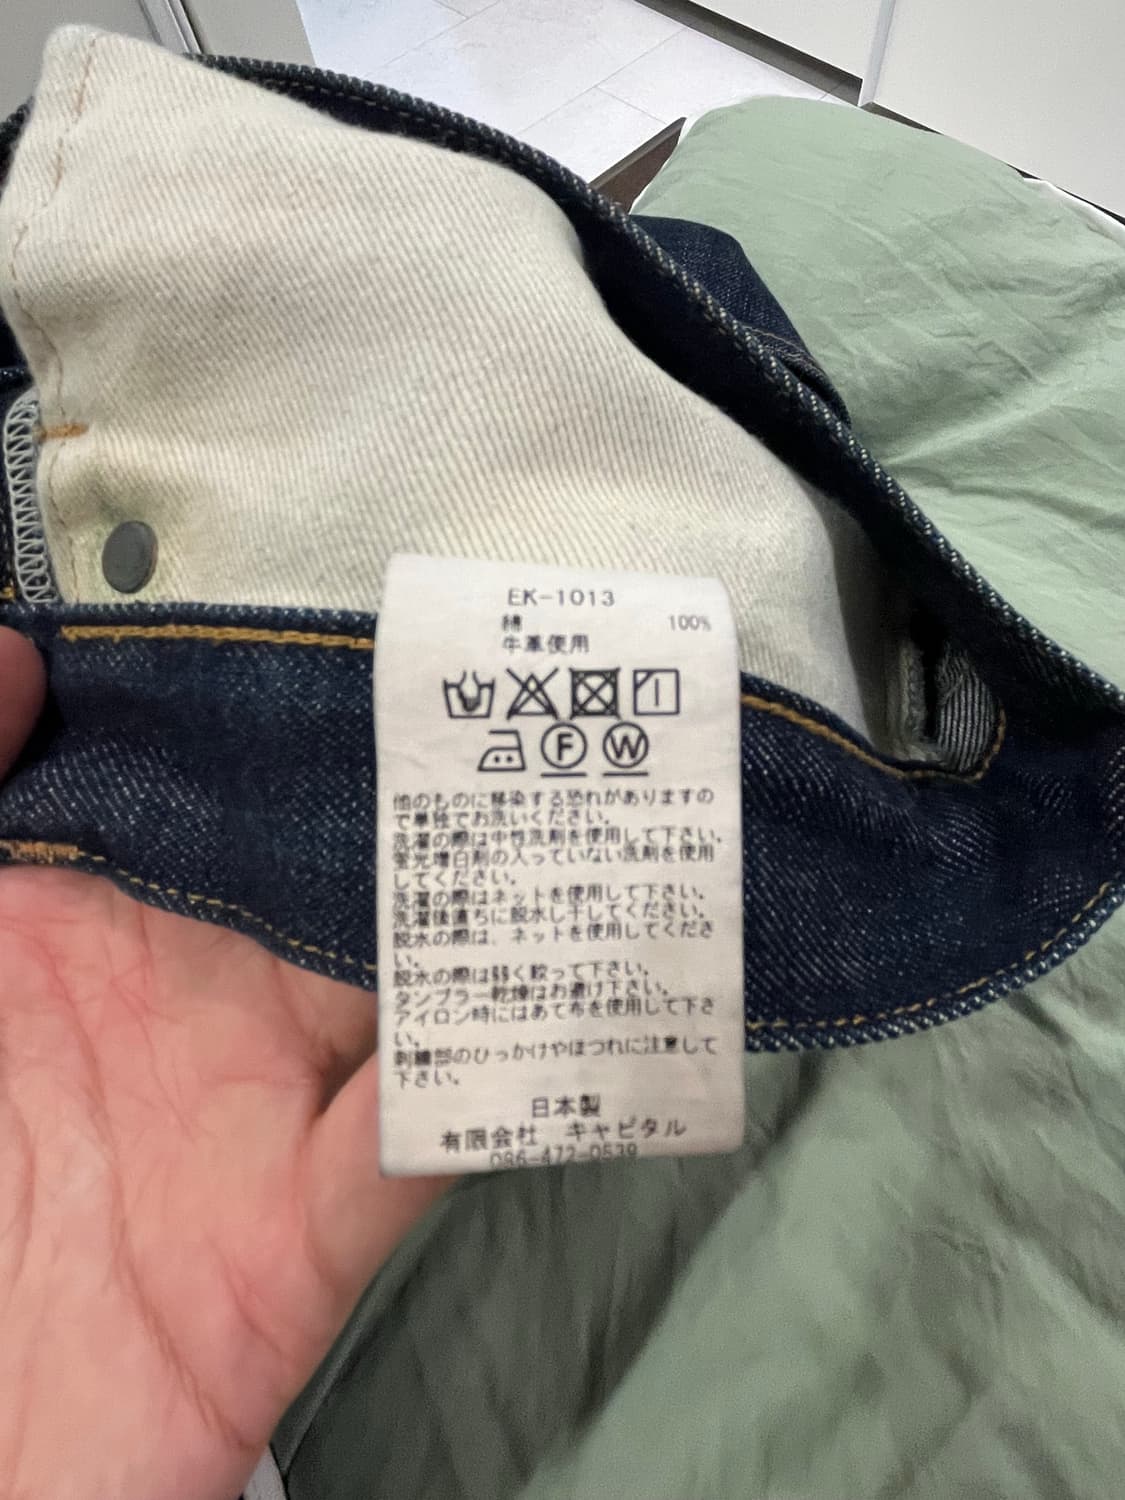 EK-1013
綿 100%
牛革使用
F W
他のものに移染する恐れがありますの
で単独でお洗いください。
洗濯の際は中性洗剤を使用して下さい。
蛍光増白剤の入っていない洗剤を使用
してください。
洗濯の際はネットを使用して下さい。
洗濯後直ちに脱水し干してください。
脱水の際は、ネットを使用してくださ
い。
脱水の際は弱く絞って下さい。
タンブラー乾燥はお避け下さい。
アイロン時にはあて布を使用して下さ
い。
刺繍部のひっかけやほつれに注意して
下さい。
日本製
有限会社 キャピタル
086-472-0539